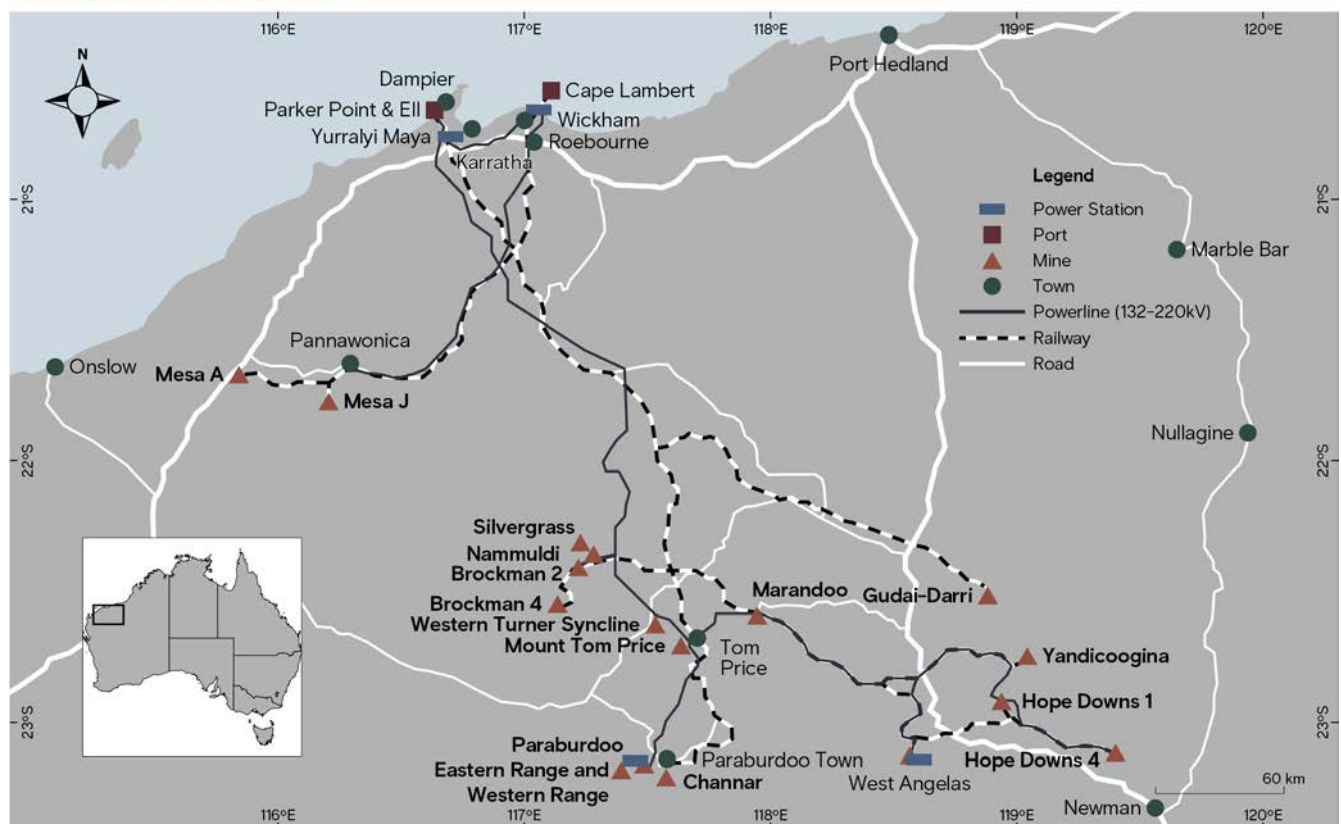 116°E
117°E
118°E
119°E
120°E
N
Port Hedland
Dampier
Cape Lambert
Parker Point & Ell
Wickham
Yurralyi Maya
Roebourne
Karratha
21°S
21°S
Legend
Power Station
Port
Mine
Town
Powerline (132–220kV)
Railway
Road
Marble Bar
Pannawonica
Onslow
Mesa A
Mesa J
Nullagine
22°S
22°S
Silvergrass
Nammuldi
Brockman 2
Brockman 4
Marandoo
Gudai-Darri
Western Turner Syncline
Mount Tom Price
Tom
Price
Yandicoogina
Hope Downs 1
23°S
23°S
Paraburdoo
Paraburdoo Town
Eastern Range and
Western Range
Channar
West Angelas
Hope Downs 4
60 km
Newman
116°E
117°E
118°E
119°E
120°E